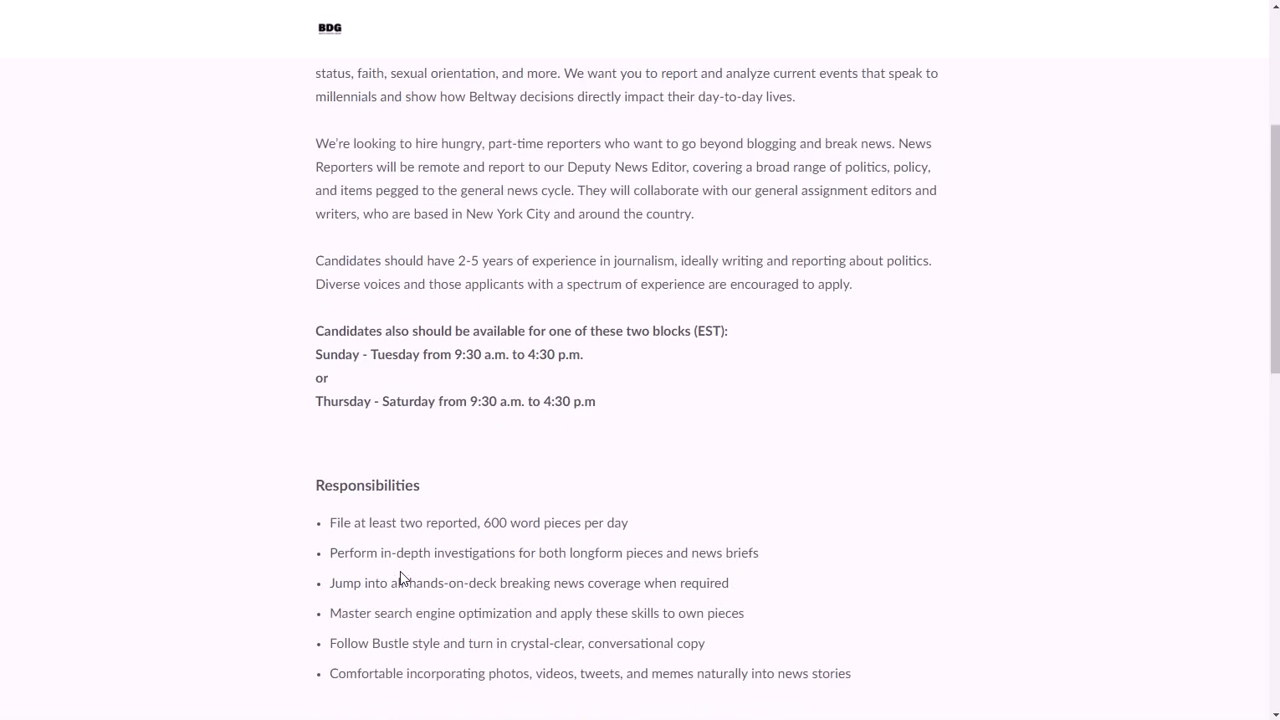 BDG
status, faith, sexual orientation, and more. We want you to report and analyze current events that speak to
millennials and show how Beltway decisions directly impact their day-to-day lives.
We're looking to hire hungry, part-time reporters who want to go beyond blogging and break news. News
Reporters will be remote and report to our Deputy News Editor, covering a broad range of politics, policy,
and items pegged to the general news cycle. They will collaborate with our general assignment editors and
writers, who are based in New York City and around the country.
Candidates should have 2-5 years of experience in journalism, ideally writing and reporting about politics.
Diverse voices and those applicants with a spectrum of experience are encouraged to apply.
Candidates also should be available for one of these two blocks (EST):
Sunday - Tuesday from 9:30 a.m. to 4:30 p.m.
or
Thursday - Saturday from 9:30 a.m. to 4:30 p.m
Responsibilities
• File at least two reported, 600 word pieces per day
• Perform in-depth investigations for both longform pieces and news briefs
• Jump into all-hands-on-deck breaking news coverage when required
• Master search engine optimization and apply these skills to own pieces
• Follow Bustle style and turn in crystal-clear, conversational copy
• Comfortable incorporating photos, videos, tweets, and memes naturally into news stories